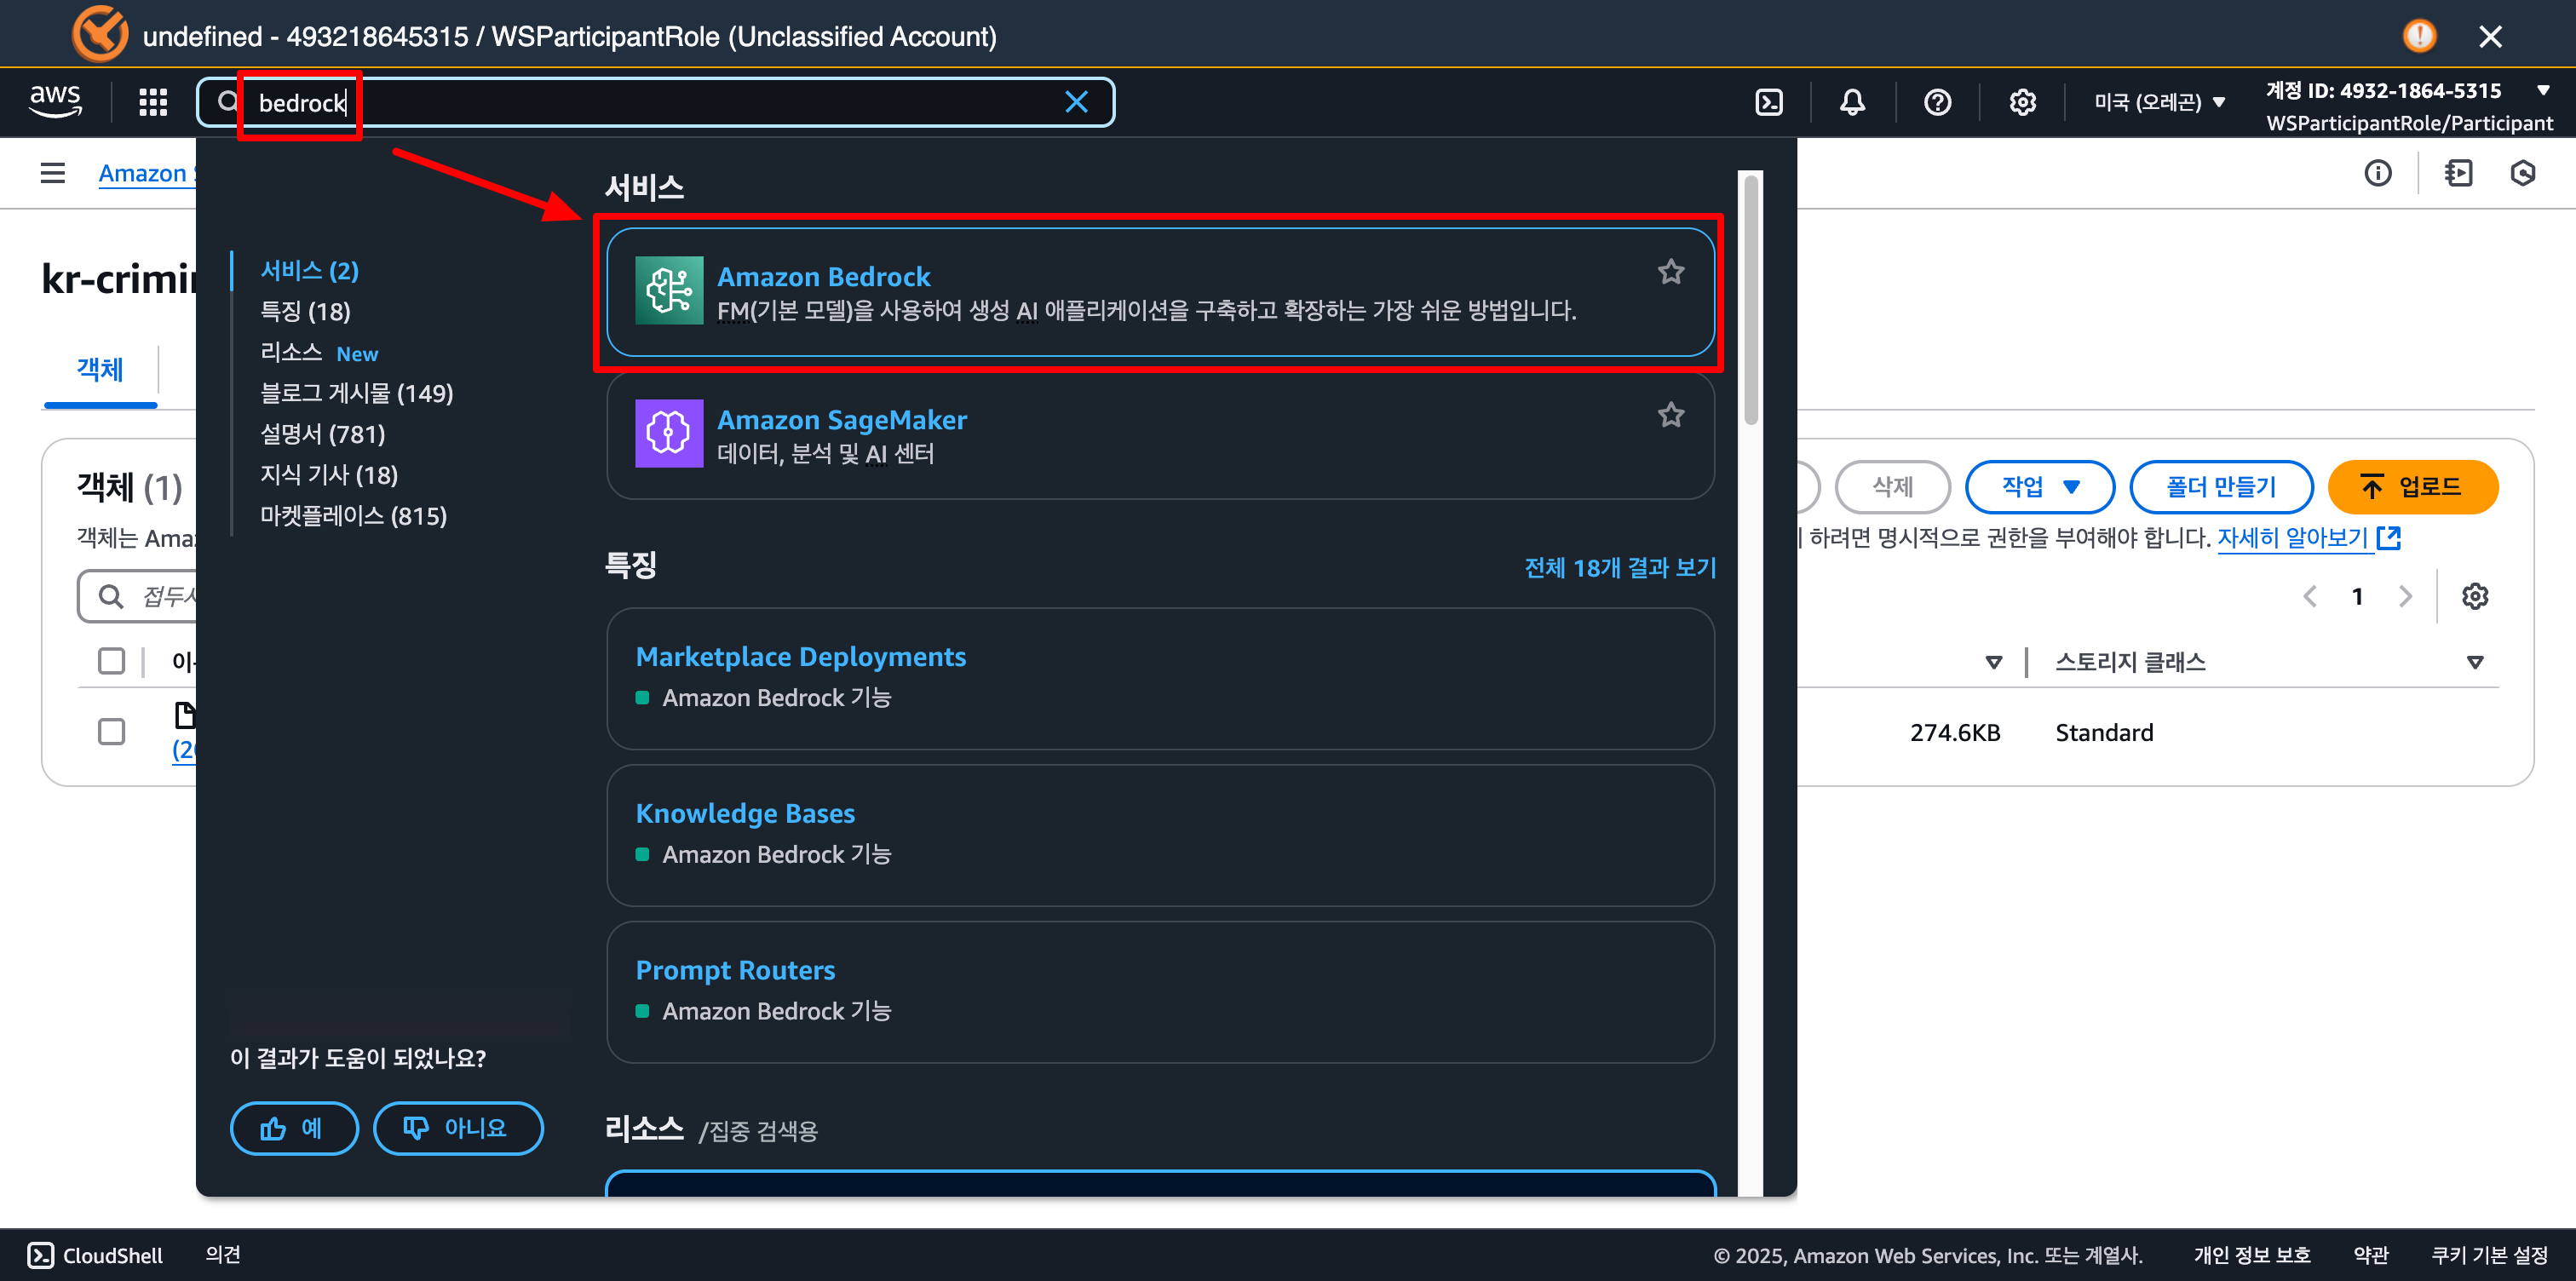 undefined - 493218645315 / WSParticipantRole (Unclassified Account)
aws
bedrock
미국 (오레곤)
계정 ID: 4932-1864-5315
WSParticipantRole/Participant
Amazon S
kr-crimin
객체
객체 (1)
객체는 Amaz
접두사
(20
서비스 (2)
특징 (18)
리소스 New
블로그 게시물 (149)
설명서 (781)
지식 기사 (18)
마켓플레이스 (815)
이 결과가 도움이 되었나요?
예
아니요
서비스
Amazon Bedrock
FM(기본 모델)을 사용하여 생성 AI 애플리케이션을 구축하고 확장하는 가장 쉬운 방법입니다.
Amazon SageMaker
데이터, 분석 및 AI 센터
특징
전체 18개 결과 보기
Marketplace Deployments
Amazon Bedrock 기능
Knowledge Bases
Amazon Bedrock 기능
Prompt Routers
Amazon Bedrock 기능
리소스 /집중 검색용
삭제
작업
폴더 만들기
업로드
하려면 명시적으로 권한을 부여해야 합니다. 자세히 알아보기
1
스토리지 클래스
274.6KB
Standard
CloudShell
의견
© 2025, Amazon Web Services, Inc. 또는 계열사.
개인 정보 보호
약관
쿠키 기본 설정